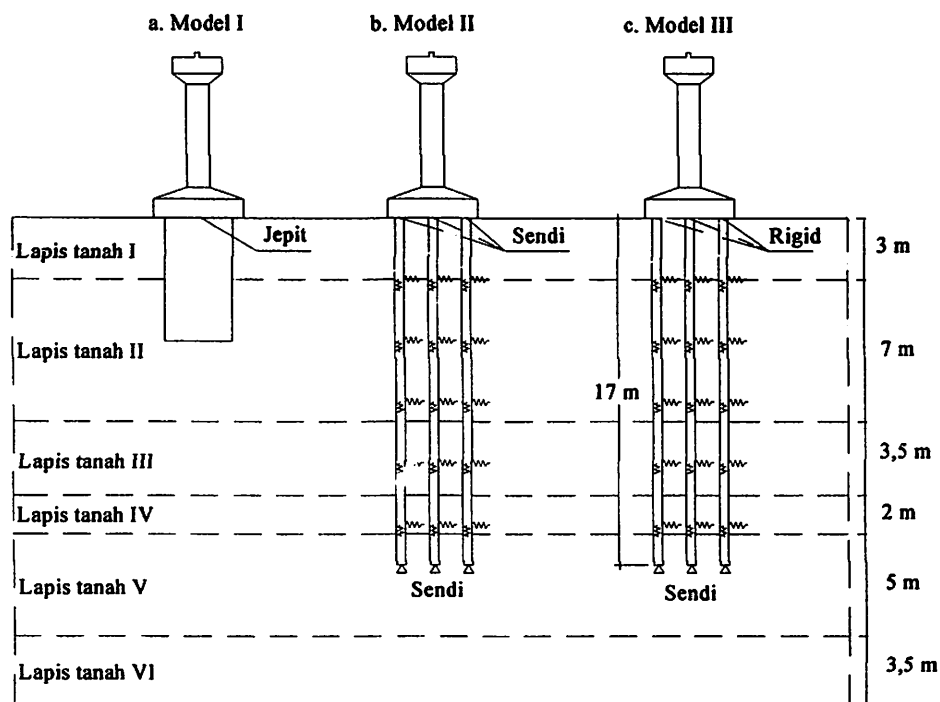 a. Model I
b. Model II
c. Model III
Jepit
Sendi
Rigid
Lapis tanah I
3 m
Lapis tanah II
7 m
17 m
Lapis tanah III
3,5 m
Lapis tanah IV
2 m
Lapis tanah V
Sendi
Sendi
5 m
Lapis tanah VI
3,5 m